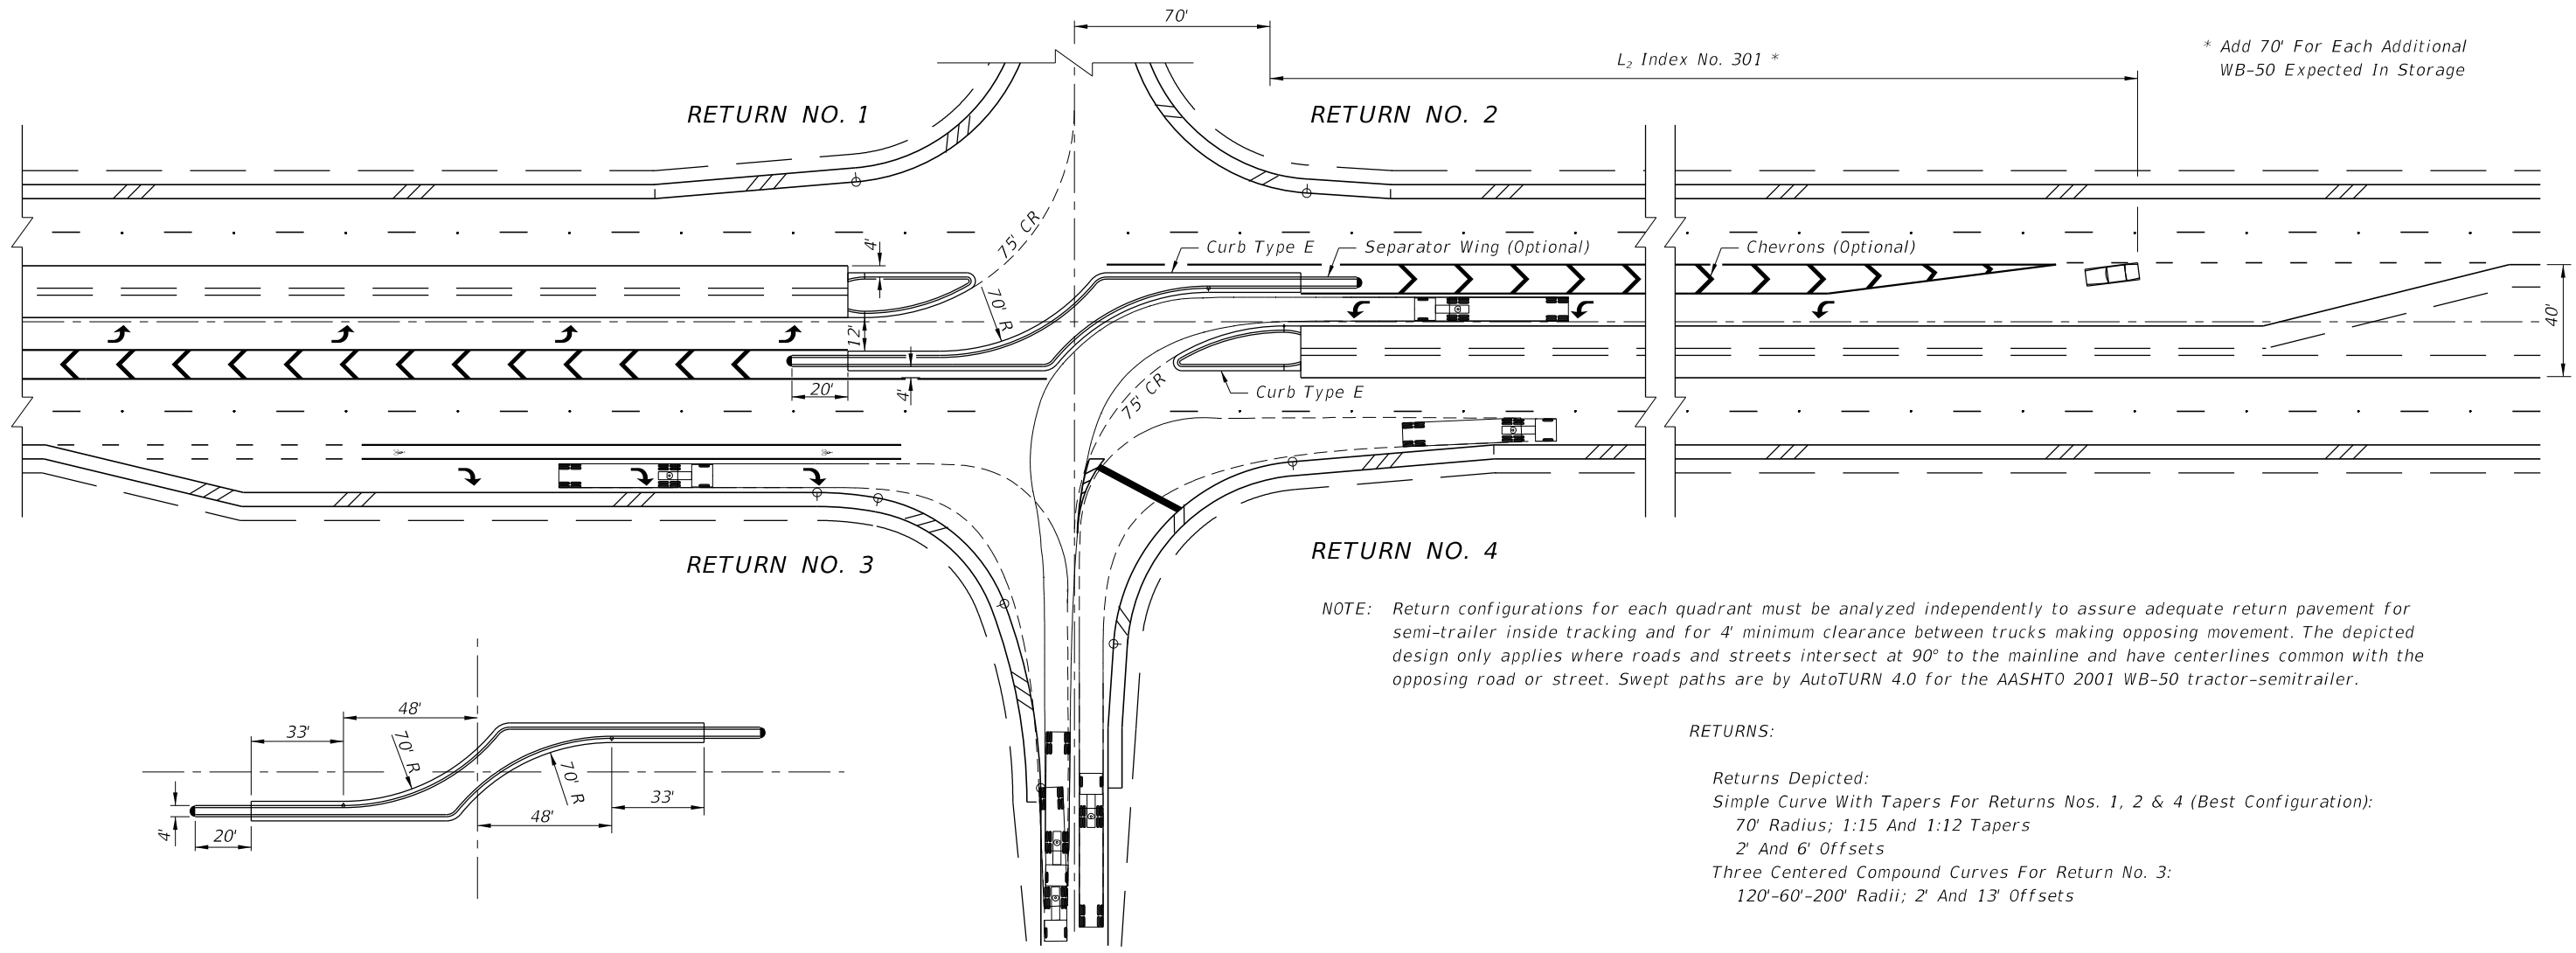 70'
L₂ Index No. 301 *
* Add 70' For Each Additional
WB-50 Expected In Storage
RETURN NO. 1
RETURN NO. 2
75' CR
4'
Curb Type E
Separator Wing (Optional)
Chevrons (Optional)
70' R
12'
40'
20'
4'
75' CR
Curb Type E
RETURN NO. 3
RETURN NO. 4
NOTE: Return configurations for each quadrant must be analyzed independently to assure adequate return pavement for
semi-trailer inside tracking and for 4' minimum clearance between trucks making opposing movement. The depicted
design only applies where roads and streets intersect at 90° to the mainline and have centerlines common with the
opposing road or street. Swept paths are by AutoTURN 4.0 for the AASHTO 2001 WB-50 tractor-semitrailer.
48'
33'
70' R
70' R
33'
48'
4'
20'
RETURNS:
Returns Depicted:
Simple Curve With Tapers For Returns Nos. 1, 2 & 4 (Best Configuration):
70' Radius; 1:15 And 1:12 Tapers
2' And 6' Offsets
Three Centered Compound Curves For Return No. 3:
120'-60'-200' Radii; 2' And 13' Offsets